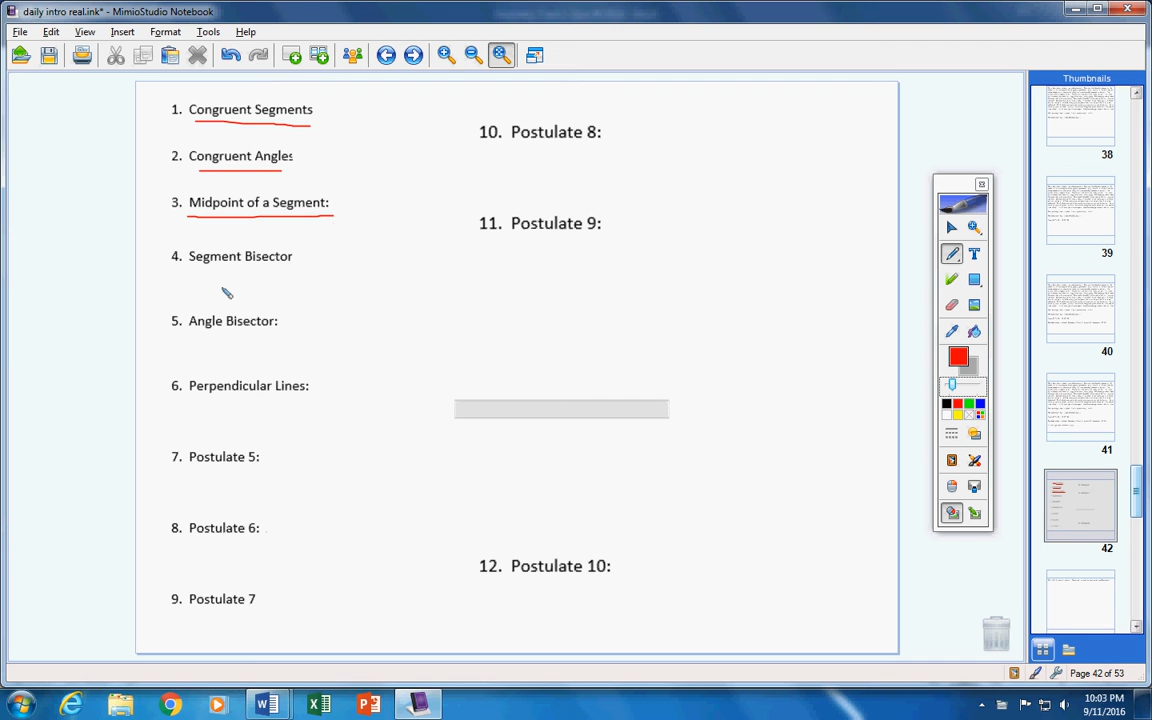 daily intro real.ink* - MimioStudio Notebook
File Edit View Insert Format Tools Help
Thumbnails
1. Congruent Segments
2. Congruent Angles
3. Midpoint of a Segment:
4. Segment Bisector
5. Angle Bisector:
6. Perpendicular Lines:
7. Postulate 5:
8. Postulate 6:
9. Postulate 7
10. Postulate 8:
11. Postulate 9:
12. Postulate 10:
38
39
40
41
42
Page 42 of 53
10:03 PM
9/11/2016